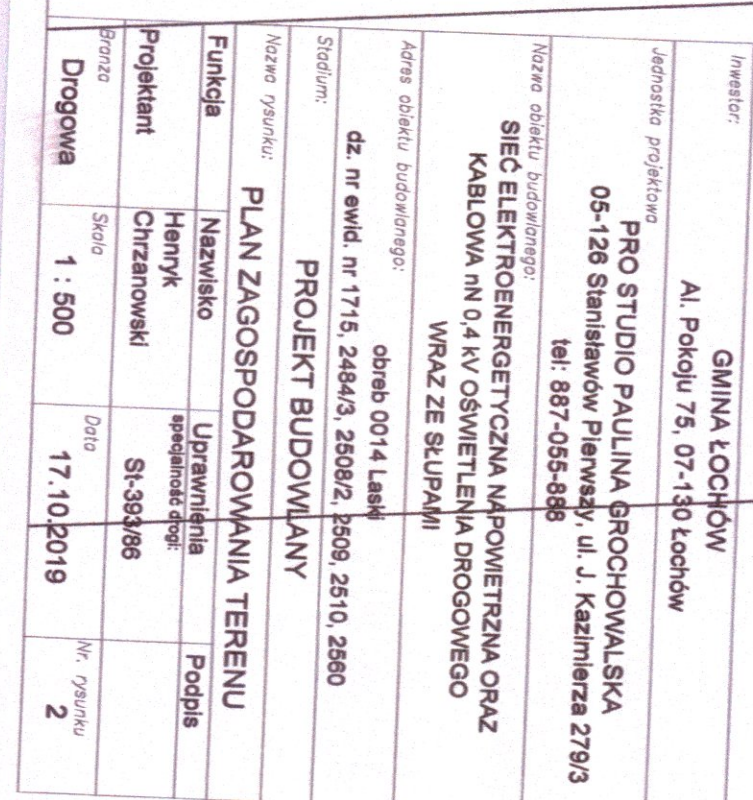 Inwestor:
GMINA ŁOCHÓW
Al. Pokoju 75, 07-130 Łochów
Jednostka projektowa
PRO STUDIO PAULINA GROCHOWALSKA
05-126 Stanisławów Pierwszy, ul. J. Kazimierza 279/3
tel: 887-055-888
Nazwa obiektu budowlanego:
SIEĆ ELEKTROENERGETYCZNA NAPOWIETRZNA ORAZ
KABLOWA nN 0,4 kV OŚWIETLENIA DROGOWEGO
WRAZ ZE SŁUPAMI
Adres obiektu budowlanego:
obreb 0014 Laski
dz. nr ewid. nr 1715, 2484/3, 2508/2, 2509, 2510, 2560
Stadium:
PROJEKT BUDOWLANY
Nazwa rysunku:
PLAN ZAGOSPODAROWANIA TERENU
Funkcja Nazwisko Uprawnienia Podpis
specjalność drogi:
Projektant Henryk
Chrzanowski St-393/86
Branża Skala Data Nr. rysunku
Drogowa 1 : 500 17.10.2019 2